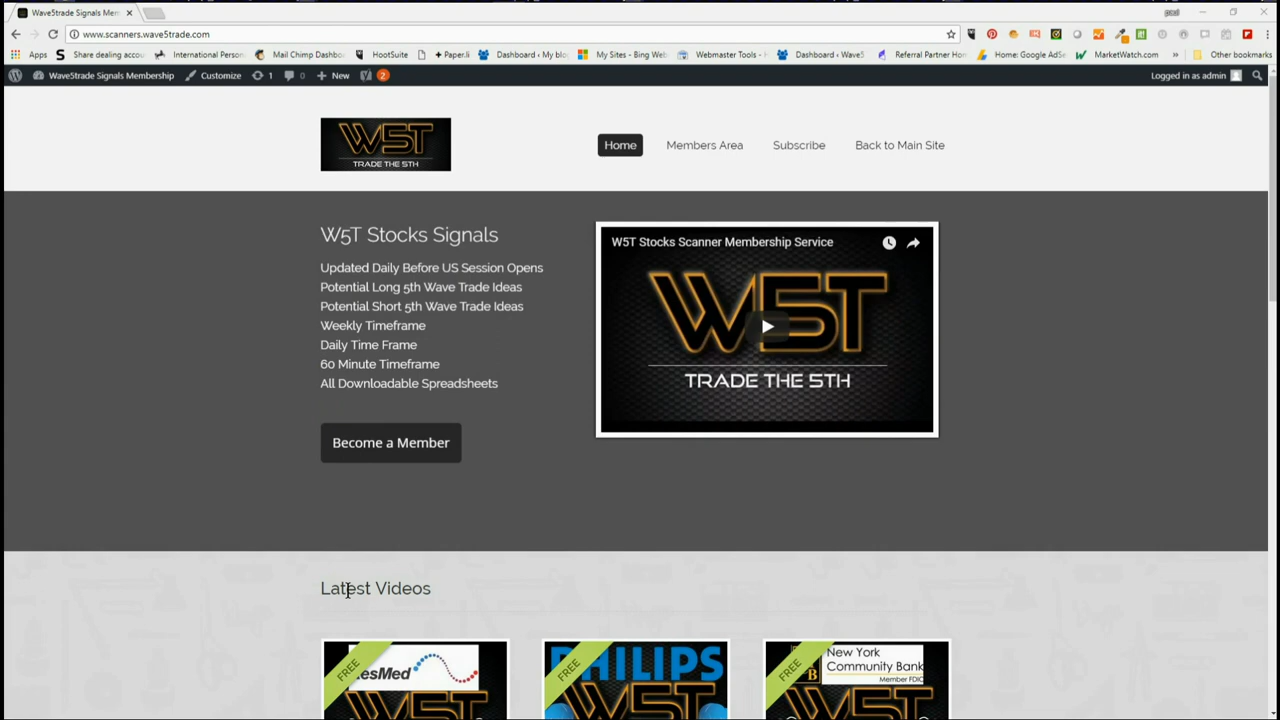 Wave5trade Signals Mem
www.scanners.wave5trade.com
Apps Share dealing accou International Person Mail Chimp Dashbo HootSuite + Paper.li Dashboard ‹ My blo My Sites - Bing Web Webmaster Tools - Dashboard ‹ Wave5 Referral Partner Hom Home: Google AdSe MarketWatch.com » Other bookmarks
Wave5trade Signals Membership Customize 1 0 + New 2 Logged in as admin
W5T
TRADE THE 5TH
Home Members Area Subscribe Back to Main Site
W5T Stocks Signals
Updated Daily Before US Session Opens
Potential Long 5th Wave Trade Ideas
Potential Short 5th Wave Trade Ideas
Weekly Timeframe
Daily Time Frame
60 Minute Timeframe
All Downloadable Spreadsheets
Become a Member
W5T Stocks Scanner Membership Service
W5T
TRADE THE 5TH
Latest Videos
FREE
ResMed
W5T
FREE
PHILIPS
W5T
FREE
New York
Community Bank
Member FDIC
W5T